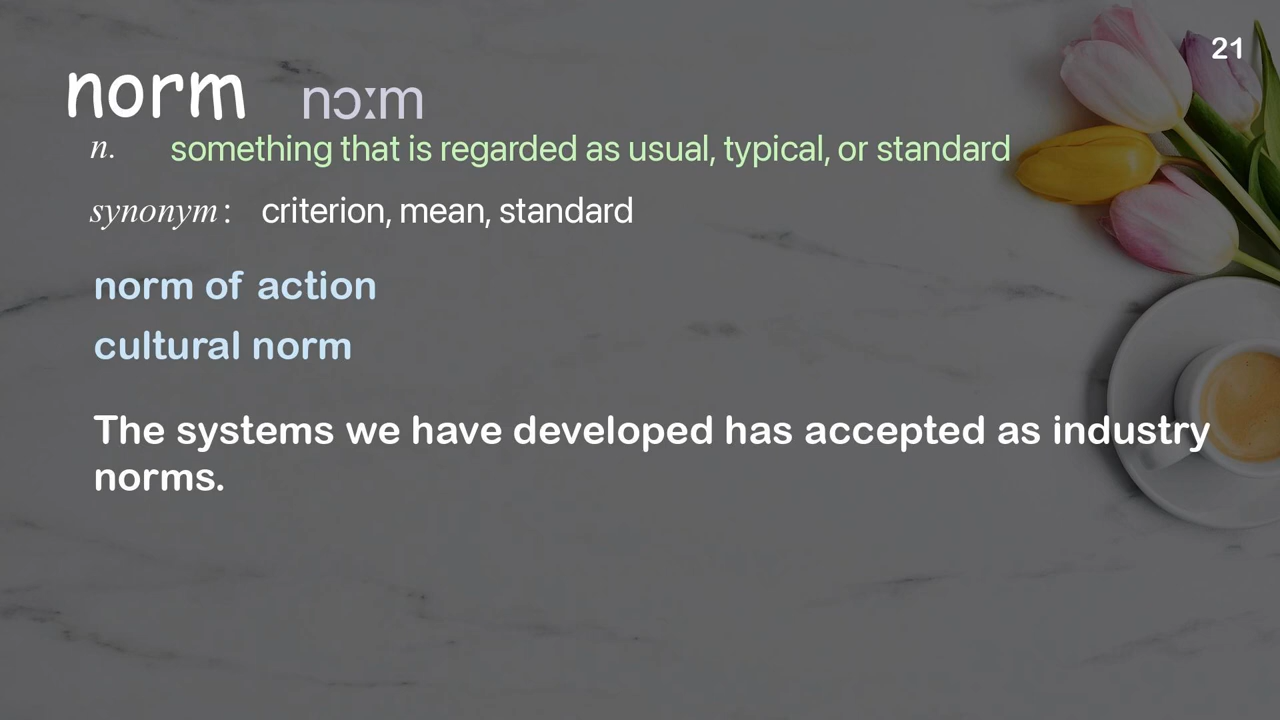 21
norm nɔːm
n. something that is regarded as usual, typical, or standard
synonym: criterion, mean, standard
norm of action
cultural norm
The systems we have developed has accepted as industry
norms.